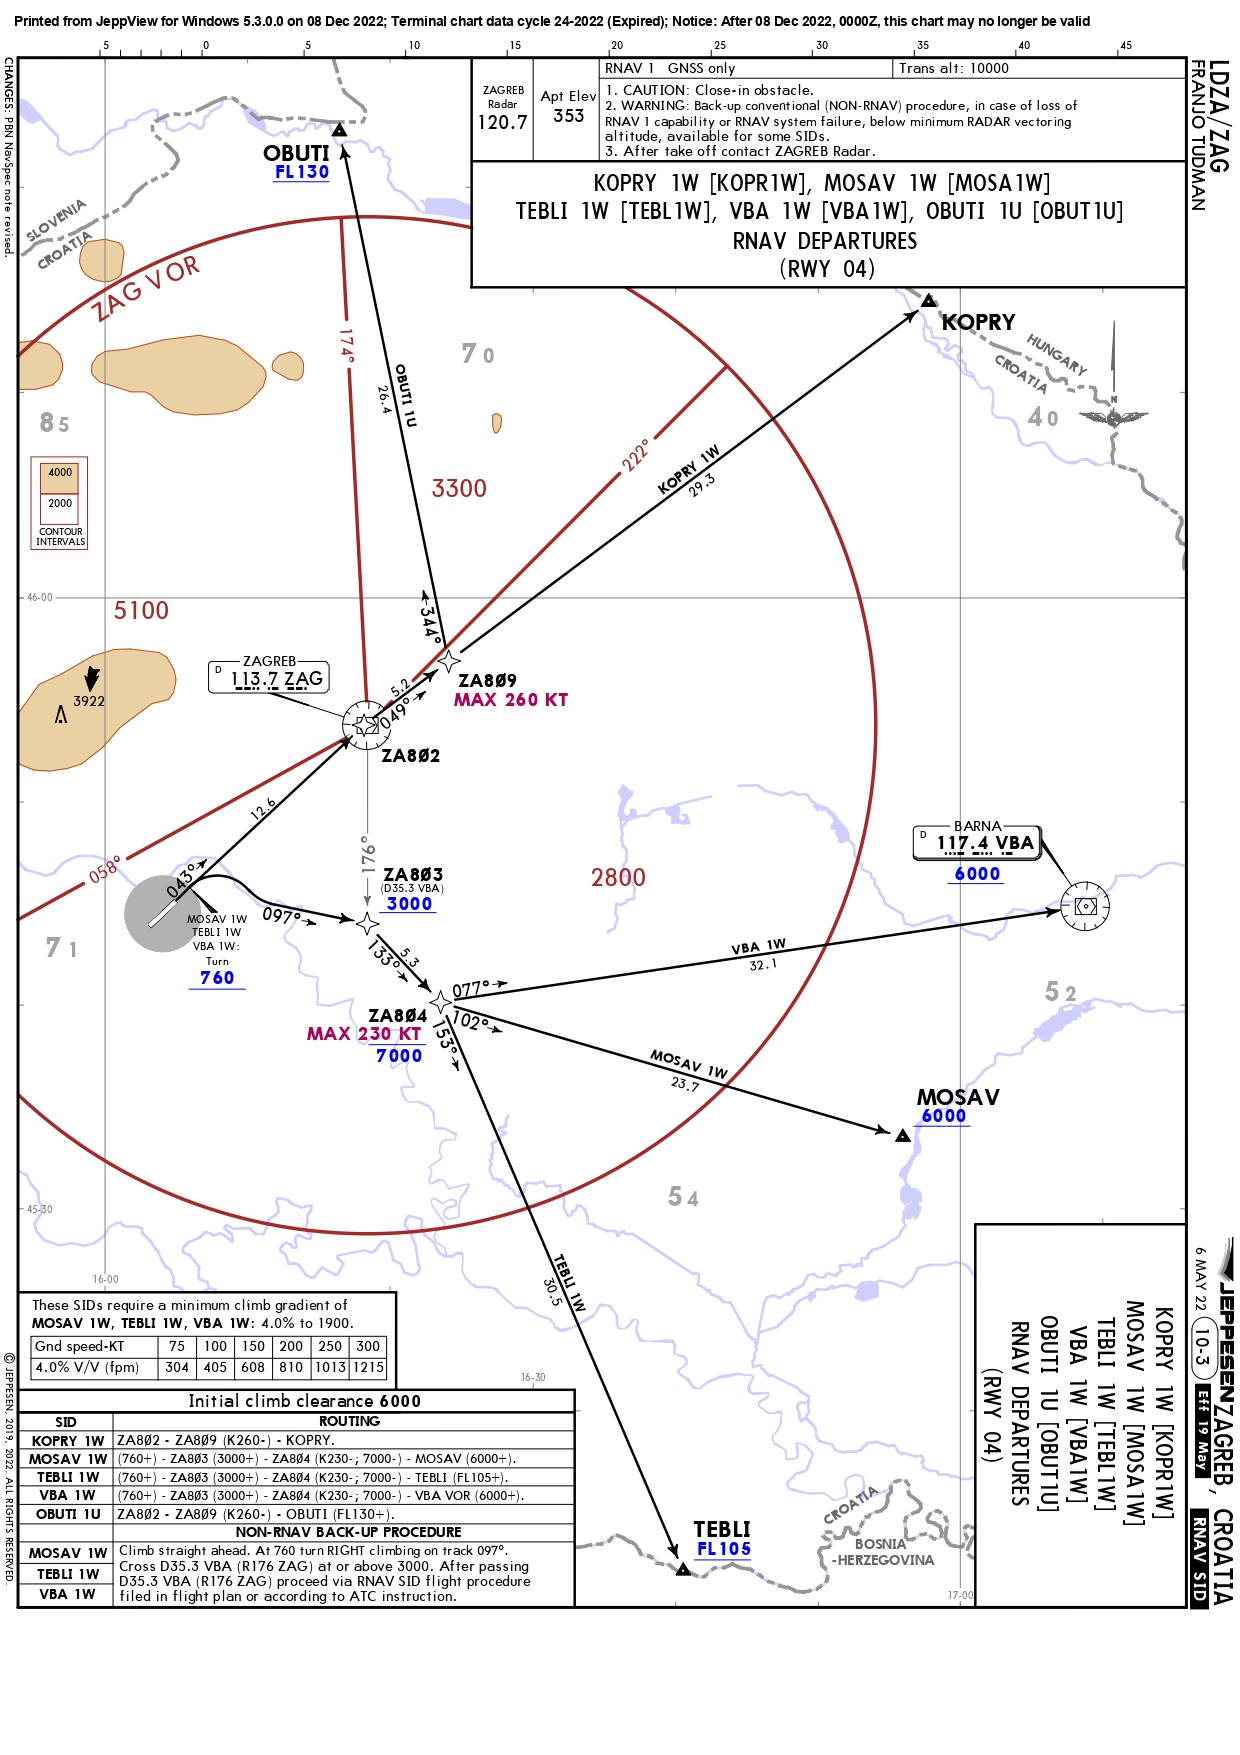 Printed from JeppView for Windows 5.3.0.0 on 08 Dec 2022; Terminal chart data cycle 24-2022 (Expired); Notice: After 08 Dec 2022, 0000Z, this chart may no longer be valid
5 0 5 10 15 20 25 30 35 40 45
CHANGES: PBN NavSpec note revised.
LDZA/ZAG
FRANJO TUDMAN
ZAGREB
Radar
120.7
Apt Elev
353
RNAV 1 GNSS only
Trans alt: 10000
1. CAUTION: Close-in obstacle.
2. WARNING: Back-up conventional (NON-RNAV) procedure, in case of loss of
RNAV 1 capability or RNAV system failure, below minimum RADAR vectoring
altitude, available for some SIDs.
3. After take off contact ZAGREB Radar.
KOPRY 1W [KOPR1W], MOSAV 1W [MOSA1W]
TEBLI 1W [TEBL1W], VBA 1W [VBA1W], OBUTI 1U [OBUT1U]
RNAV DEPARTURES
(RWY 04)
OBUTI
FL130
SLOVENIA
CROATIA
ZAG VOR
KOPRY
HUNGARY
CROATIA
N
174°
70
OBUTI 1U
26.4
85
40
222°
KOPRY 1W
29.3
4000
2000
CONTOUR
INTERVALS
3300
46-00
5100
344°
ZAGREB
D 113.7 ZAG
3922
5.2
049°
ZA8Ø9
MAX 260 KT
ZA8Ø2
12.6
176°
058°
043°
ZA8Ø3
(D35.3 VBA)
3000
2800
BARNA
D 117.4 VBA
6000
097°
MOSAV 1W
TEBLI 1W
VBA 1W:
Turn
760
71
5.3
133°
VBA 1W
32.1
077°
52
ZA8Ø4
MAX 230 KT
7000
102°
153°
MOSAV 1W
23.7
MOSAV
6000
54
45-30
16-00
TEBLI 1W
30.5
These SIDs require a minimum climb gradient of
MOSAV 1W, TEBLI 1W, VBA 1W: 4.0% to 1900.
Gnd speed-KT 75 100 150 200 250 300
4.0% V/V (fpm) 304 405 608 810 1013 1215
16-30
Initial climb clearance 6000
SID ROUTING
KOPRY 1W ZA8Ø2 - ZA8Ø9 (K260-) - KOPRY.
MOSAV 1W (760+) - ZA8Ø3 (3000+) - ZA8Ø4 (K230-; 7000-) - MOSAV (6000+).
TEBLI 1W (760+) - ZA8Ø3 (3000+) - ZA8Ø4 (K230-; 7000-) - TEBLI (FL105+).
VBA 1W (760+) - ZA8Ø3 (3000+) - ZA8Ø4 (K230-; 7000-) - VBA VOR (6000+).
OBUTI 1U ZA8Ø2 - ZA8Ø9 (K260-) - OBUTI (FL130+).
NON-RNAV BACK-UP PROCEDURE
MOSAV 1W
TEBLI 1W
VBA 1W
Climb straight ahead. At 760 turn RIGHT climbing on track 097°.
Cross D35.3 VBA (R176 ZAG) at or above 3000. After passing
D35.3 VBA (R176 ZAG) proceed via RNAV SID flight procedure
filed in flight plan or according to ATC instruction.
TEBLI
FL105
CROATIA
BOSNIA
-HERZEGOVINA
17-00
KOPRY 1W [KOPR1W]
MOSAV 1W [MOSA1W]
TEBLI 1W [TEBL1W]
VBA 1W [VBA1W]
OBUTI 1U [OBUT1U]
RNAV DEPARTURES
(RWY 04)
JEPPESEN
6 MAY 22
10-3
Eff 19 May
ZAGREB, CROATIA
RNAV SID
© JEPPESEN, 2019, 2022. ALL RIGHTS RESERVED.